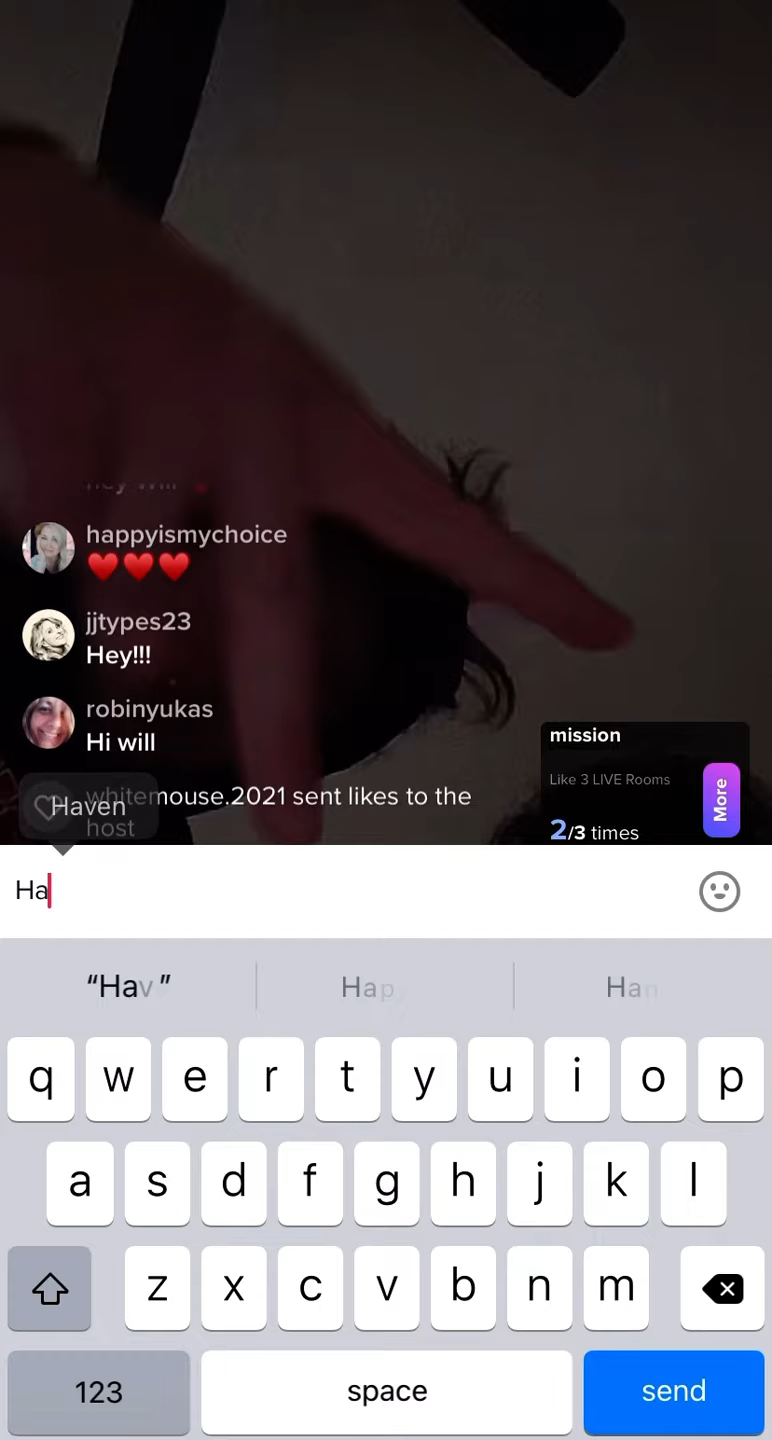 happyismychoice
❤️❤️❤️
jjtypes23
Hey!!!
robinyukas
Hi will
whitemouse.2021 sent likes to the
host
Haven
mission
Like 3 LIVE Rooms
2/3 times
More
Ha
“Hav” Hap Han
q w e r t y u i o p
a s d f g h j k l
z x c v b n m
123 space send